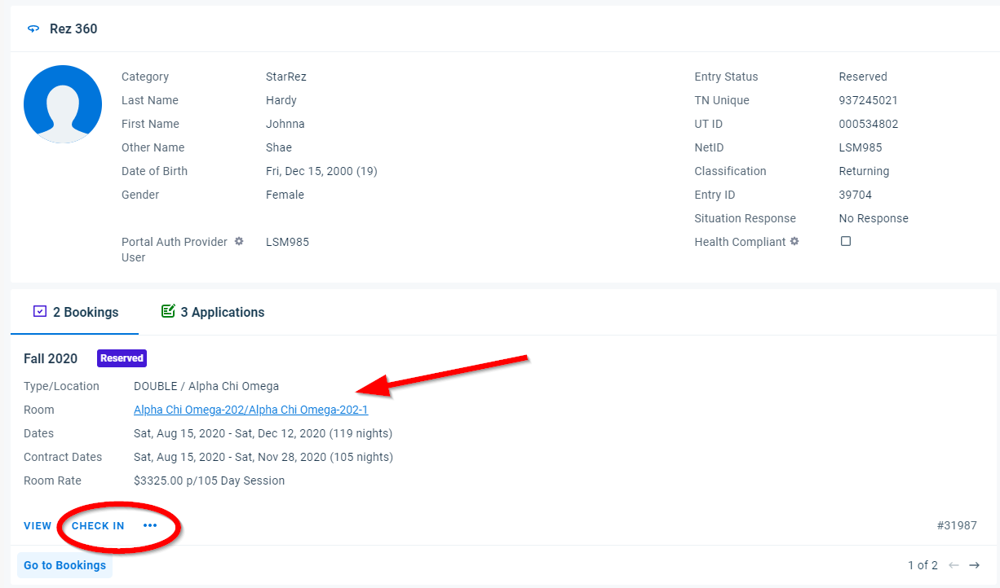 Rez 360
Category StarRez
Last Name Hardy
First Name Johnna
Other Name Shae
Date of Birth Fri, Dec 15, 2000 (19)
Gender Female
Portal Auth Provider User LSM985
Entry Status Reserved
TN Unique 937245021
UT ID 000534802
NetID LSM985
Classification Returning
Entry ID 39704
Situation Response No Response
Health Compliant
2 Bookings 3 Applications
Fall 2020 Reserved
Type/Location DOUBLE / Alpha Chi Omega
Room Alpha Chi Omega-202/Alpha Chi Omega-202-1
Dates Sat, Aug 15, 2020 - Sat, Dec 12, 2020 (119 nights)
Contract Dates Sat, Aug 15, 2020 - Sat, Nov 28, 2020 (105 nights)
Room Rate $3325.00 p/105 Day Session
VIEW CHECK IN ••• #31987
Go to Bookings 1 of 2 ← →